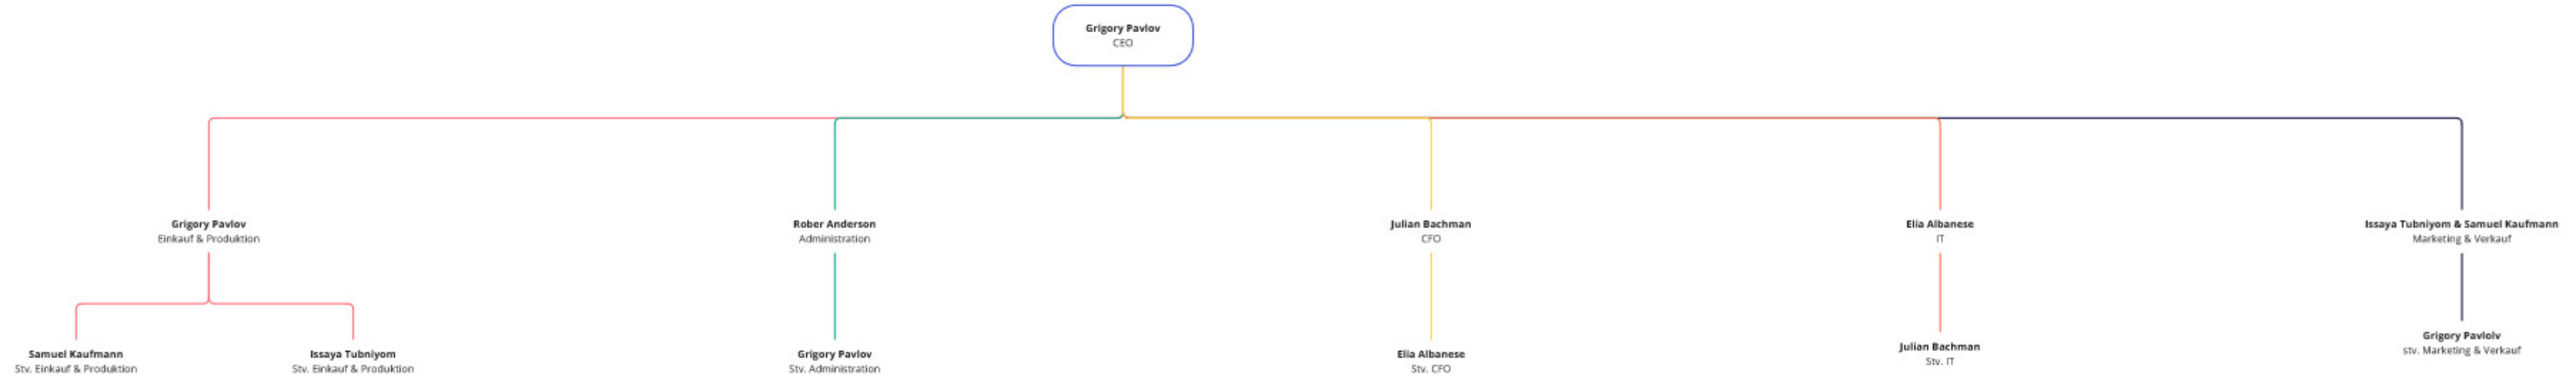 Grigory Pavlov
CEO
Grigory Pavlov
Einkauf & Produktion
Rober Anderson
Administration
Julian Bachman
CFO
Elia Albanese
IT
Issaya Tubniyom & Samuel Kaufmann
Marketing & Verkauf
Samuel Kaufmann
Stv. Einkauf & Produktion
Issaya Tubniyom
Stv. Einkauf & Produktion
Grigory Pavlov
Stv. Administration
Elia Albanese
Stv. CFO
Julian Bachman
Stv. IT
Grigory Pavlolv
stv. Marketing & Verkauf